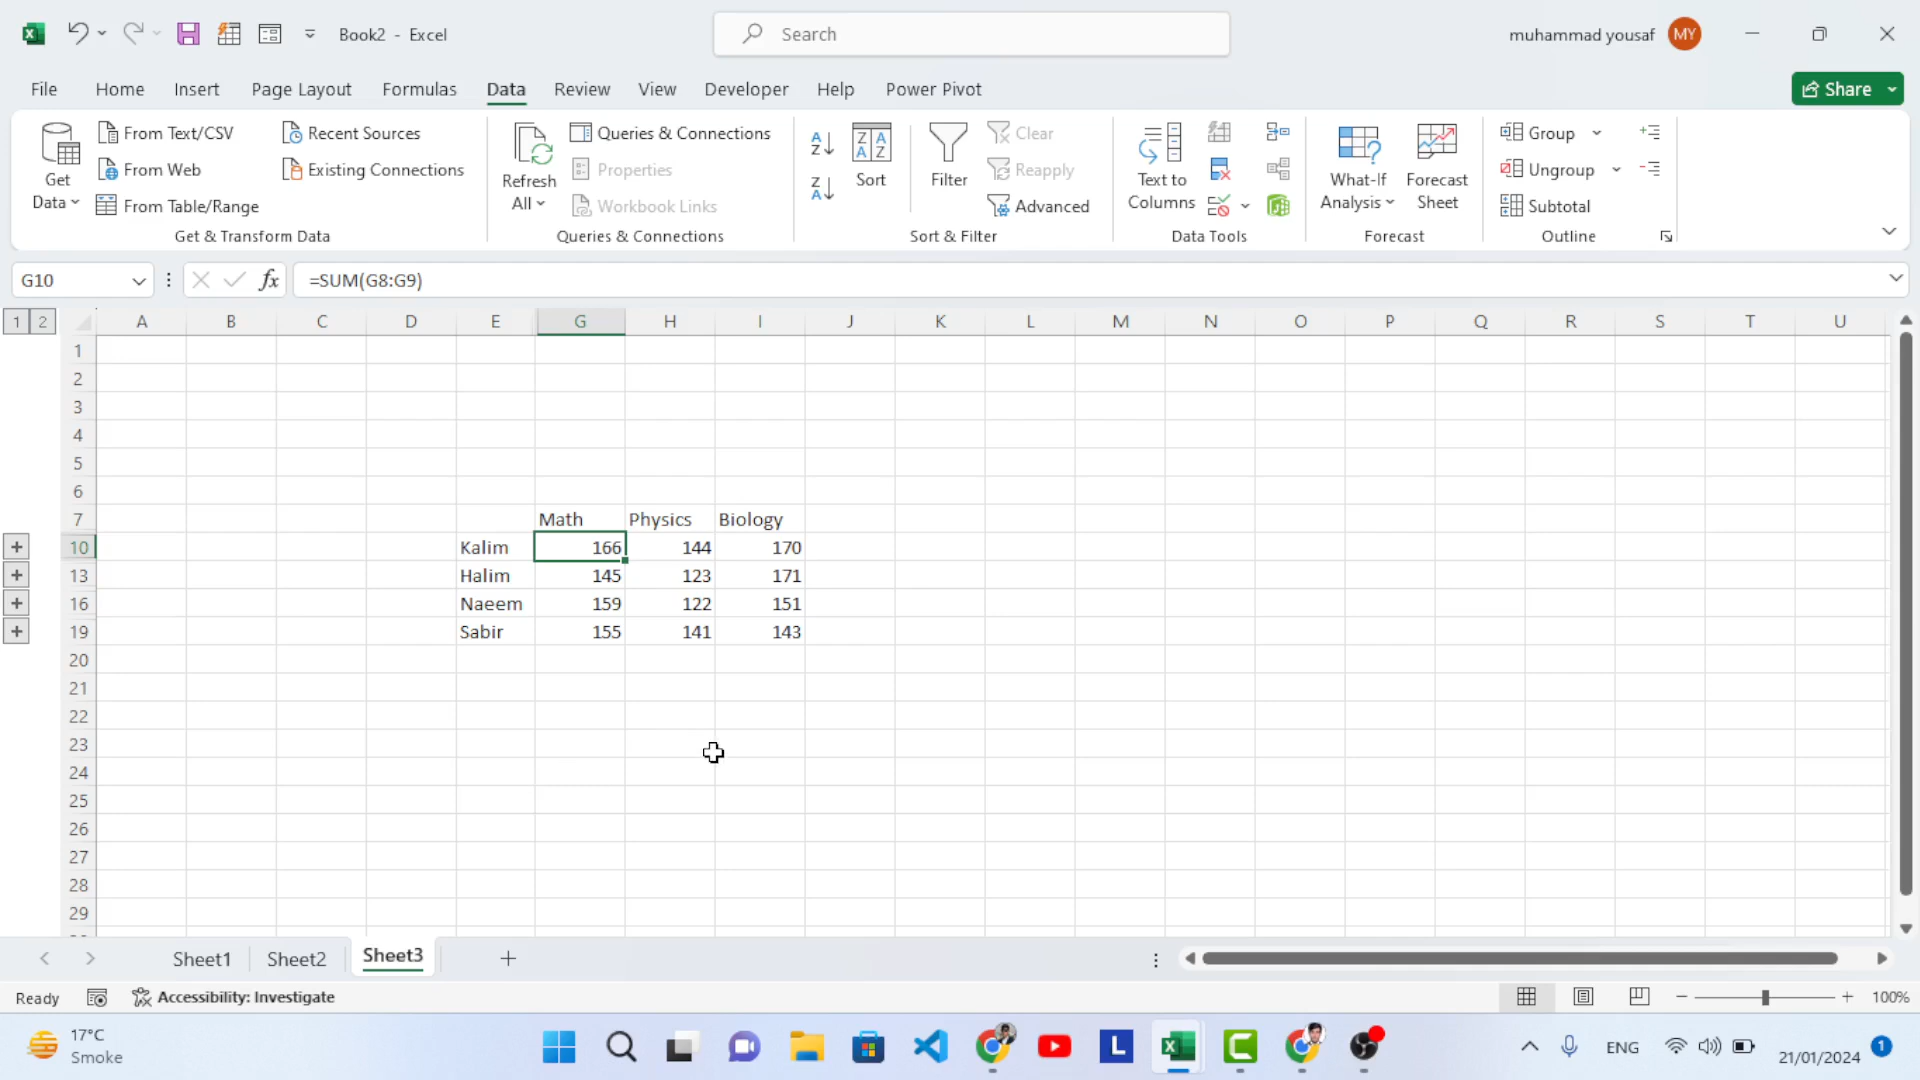 Book2 - Excel
Search
muhammad yousaf MY
File Home Insert Page Layout Formulas Data Review View Developer Help Power Pivot Share
From Text/CSV Recent Sources Queries & Connections Clear Group
Get Data From Web Existing Connections Refresh All Properties Sort Filter Reapply Text to Columns What-If Analysis Forecast Sheet Ungroup
From Table/Range Workbook Links Advanced Subtotal
Get & Transform Data Queries & Connections Sort & Filter Data Tools Forecast Outline
G10 fx =SUM(G8:G9)
1 2 A B C D E G H I J K L M N O P Q R S T U
1
2
3
4
5
6
7 Math Physics Biology
10 Kalim 166 144 170
13 Halim 145 123 171
16 Naeem 159 122 151
19 Sabir 155 141 143
20
21
22
23
24
25
26
27
28
29
Sheet1 Sheet2 Sheet3
Ready Accessibility: Investigate 100%
17°C
Smoke
L
ENG
21/01/2024
1